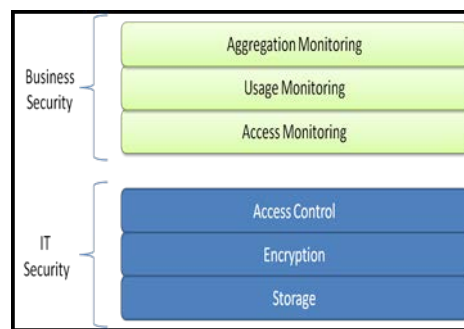 Business
Security
Aggregation Monitoring
Usage Monitoring
Access Monitoring
IT
Security
Access Control
Encryption
Storage